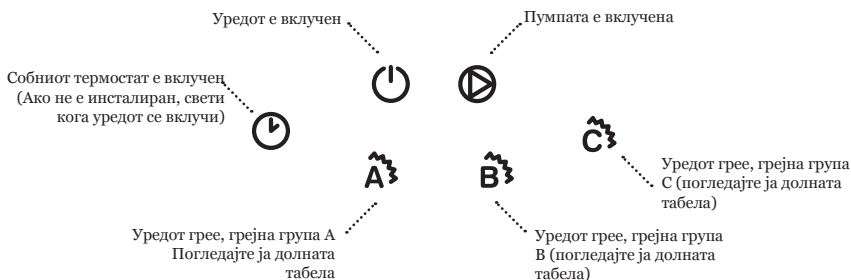 Уредот е вклучен
Пумпата е вклучена
Собниот термостат е вклучен
(Ако не е инсталиран, свети
кога уредот се вклучи)
A
B
C
Уредот грее, грејна група
C (погледајте ја долната
табела)
Уредот грее, грејна група А
Погледајте ја долната
табела
Уредот грее, грејна група
B (погледајте ја долната
табела)